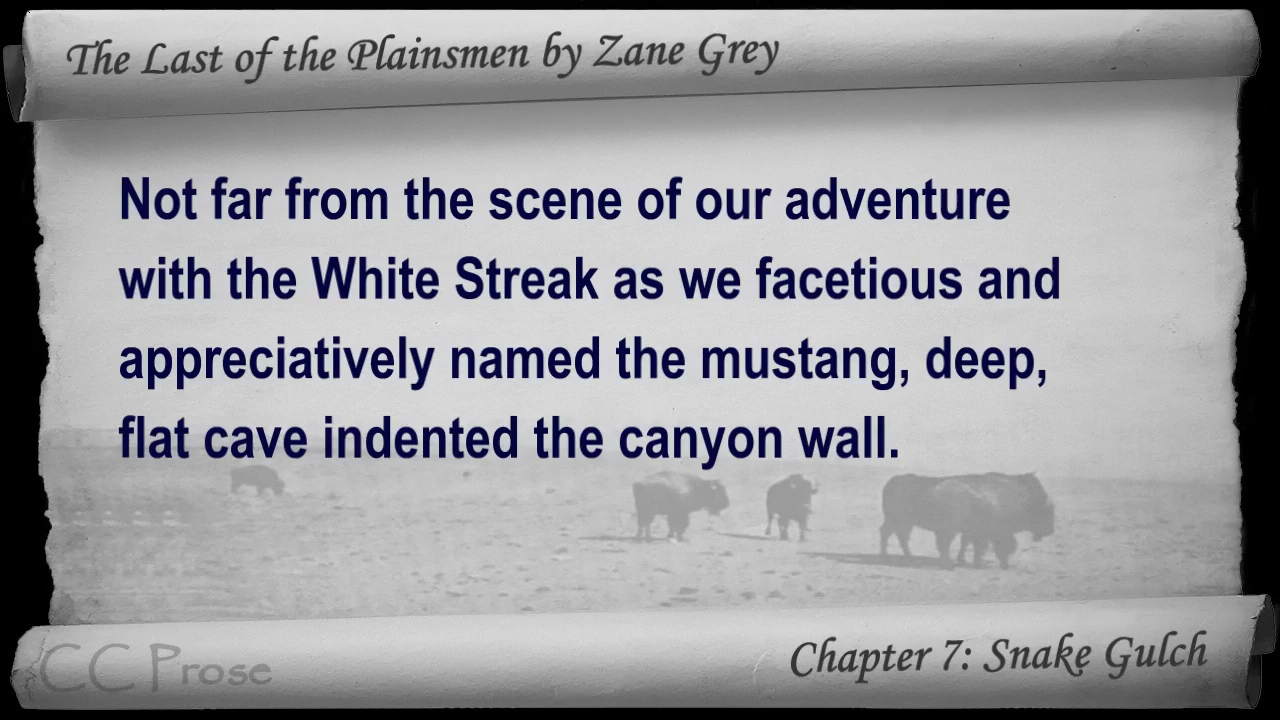 The Last of the Plainsmen by Zane Grey
Not far from the scene of our adventure
with the White Streak as we facetious and
appreciatively named the mustang, deep,
flat cave indented the canyon wall.
CC Prose
Chapter 7: Snake Gulch